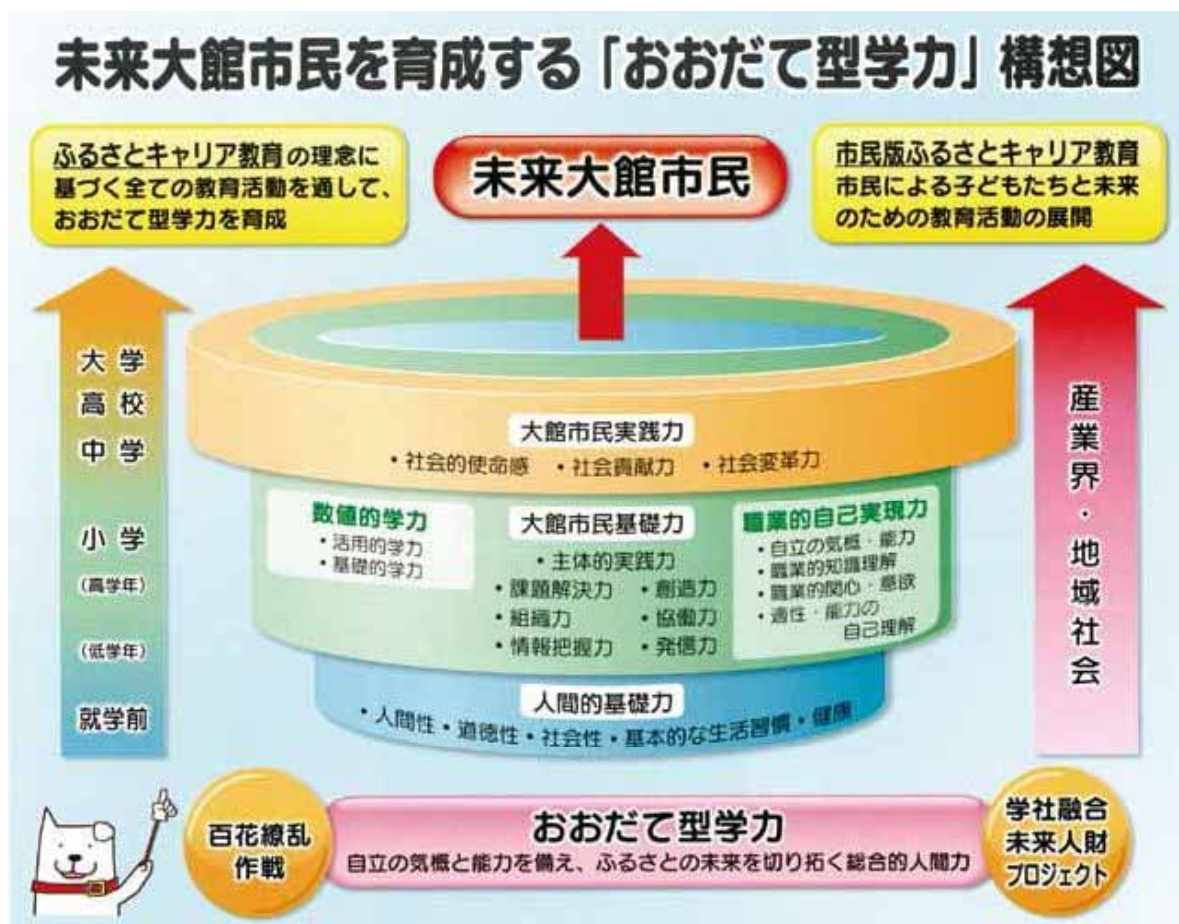 未来大館市民を育成する「おおだて型学力」構想図
ふるさとキャリア教育の理念に
基づく全ての教育活動を通して、
おおだて型学力を育成
未来大館市民
市民版ふるさとキャリア教育
市民による子どもたちと未来
のための教育活動の展開
大学
高校
中学
小学
(高学年)
(低学年)
就学前
大館市民実践力
・社会的使命感 ・社会貢献力 ・社会変革力
数値的学力
・活用的学力
・基礎的学力
大館市民基礎力
・主体的実践力
・課題解決力 ・創造力
・組織力 ・協働力
・情報把握力 ・発信力
職業的自己実現力
・自立の気概・能力
・職業的知識理解
・職業的関心・意欲
・適性・能力の
自己理解
人間的基礎力
・人間性・道徳性・社会性・基本的な生活習慣・健康
産業界・地域社会
百花繚乱
作戦
おおだて型学力
自立の気概と能力を備え、ふるさとの未来を切り拓く総合的人間力
学社融合
未来人財
プロジェクト